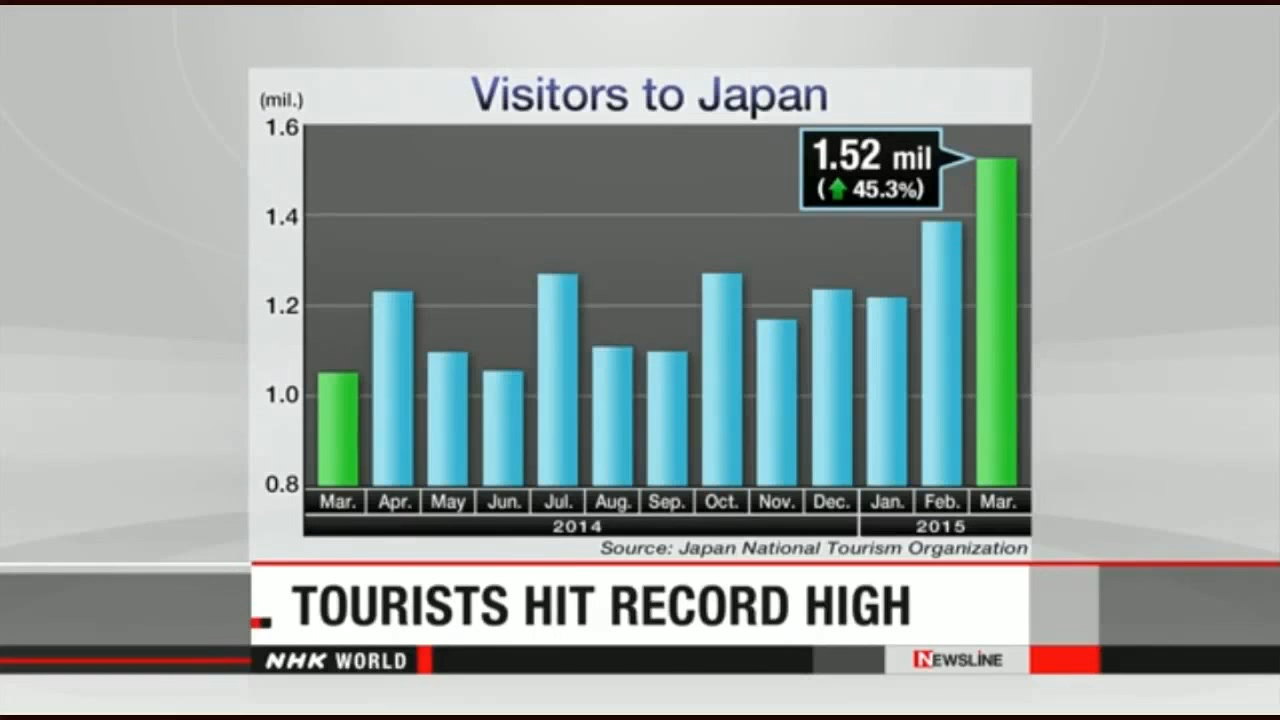 Visitors to Japan
(mil.)
1.6
1.4
1.2
1.0
0.8
1.52 mil
(⬆ 45.3%)
Mar. Apr. May Jun. Jul. Aug. Sep. Oct. Nov. Dec. Jan. Feb. Mar.
2014 2015
Source: Japan National Tourism Organization
TOURISTS HIT RECORD HIGH
NHK WORLD NEWSLINE